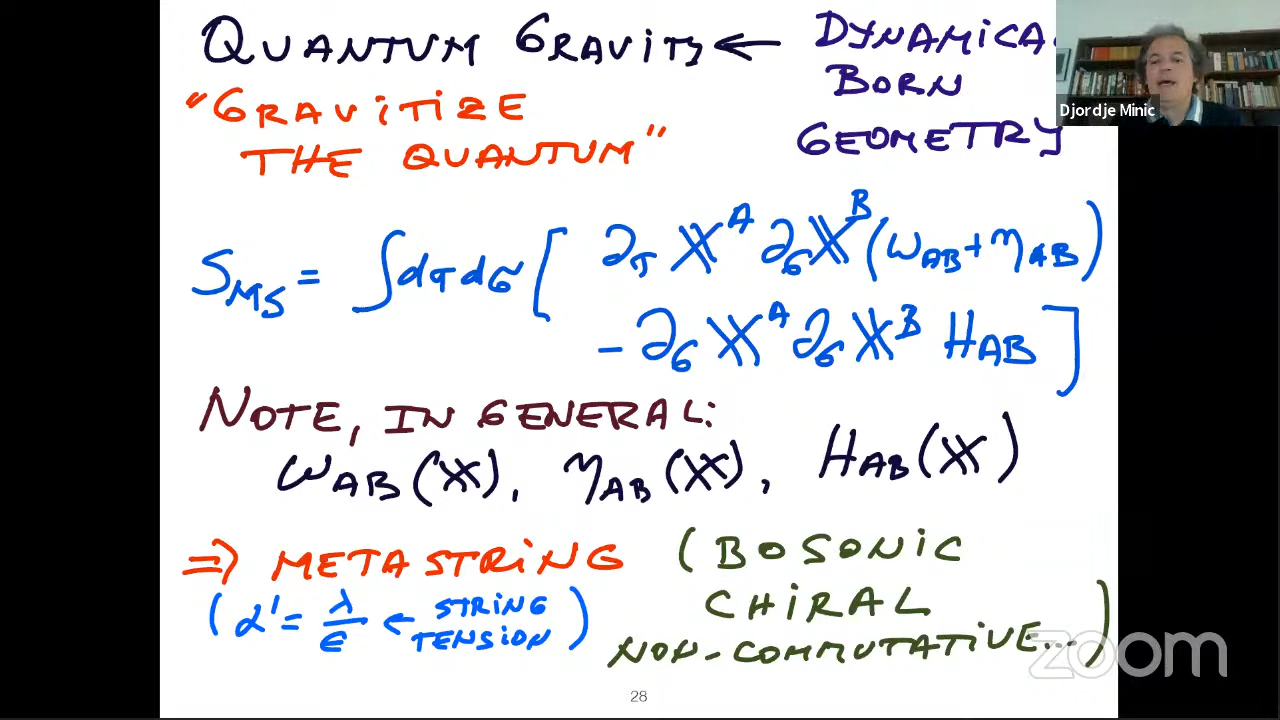 QUANTUM GRAVITY ← DYNAMICA
BORN
GEOMETRY
"GRAVITIZE
THE QUANTUM"
Djordje Minic
S_MS = ∫dτdσ [ ∂_τ 𝕏^A ∂_σ 𝕏^B (ω_AB + η_AB)
- ∂_σ 𝕏^A ∂_σ 𝕏^B H_AB ]
NOTE, IN GENERAL:
ω_AB(𝕏), η_AB(𝕏), H_AB(𝕏)
⇒ METASTRING (BOSONIC
CHIRAL
NON-COMMUTATIVE...)
(α' = λ/ε ← STRING
TENSION)
zoom
28